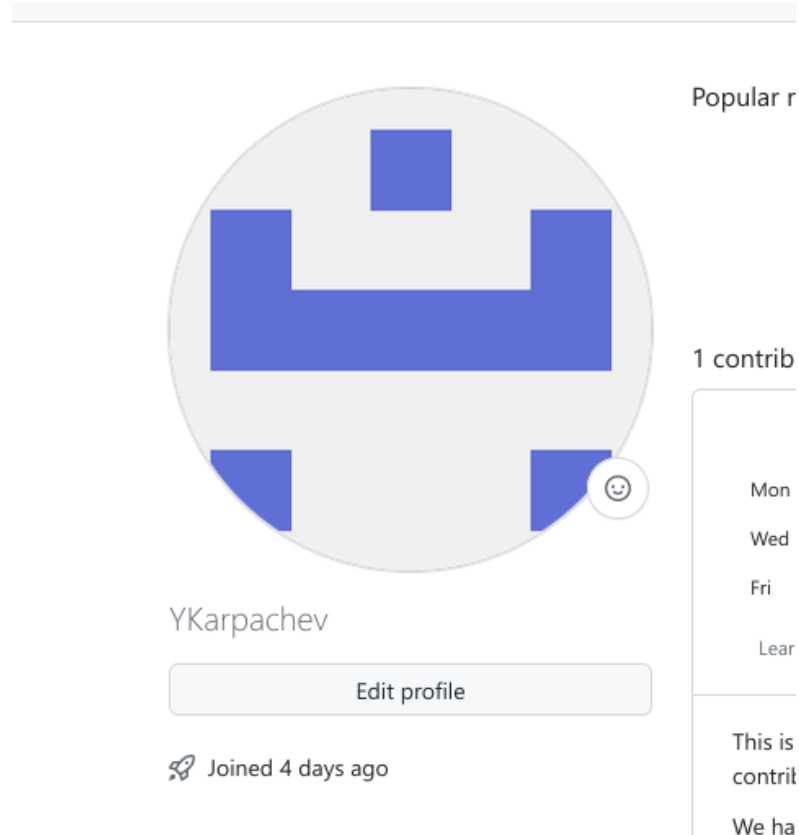 Popular r
1 contrib
Mon
Wed
Fri
Lear
YKarpachev
Edit profile
Joined 4 days ago
This is
contrib
We ha